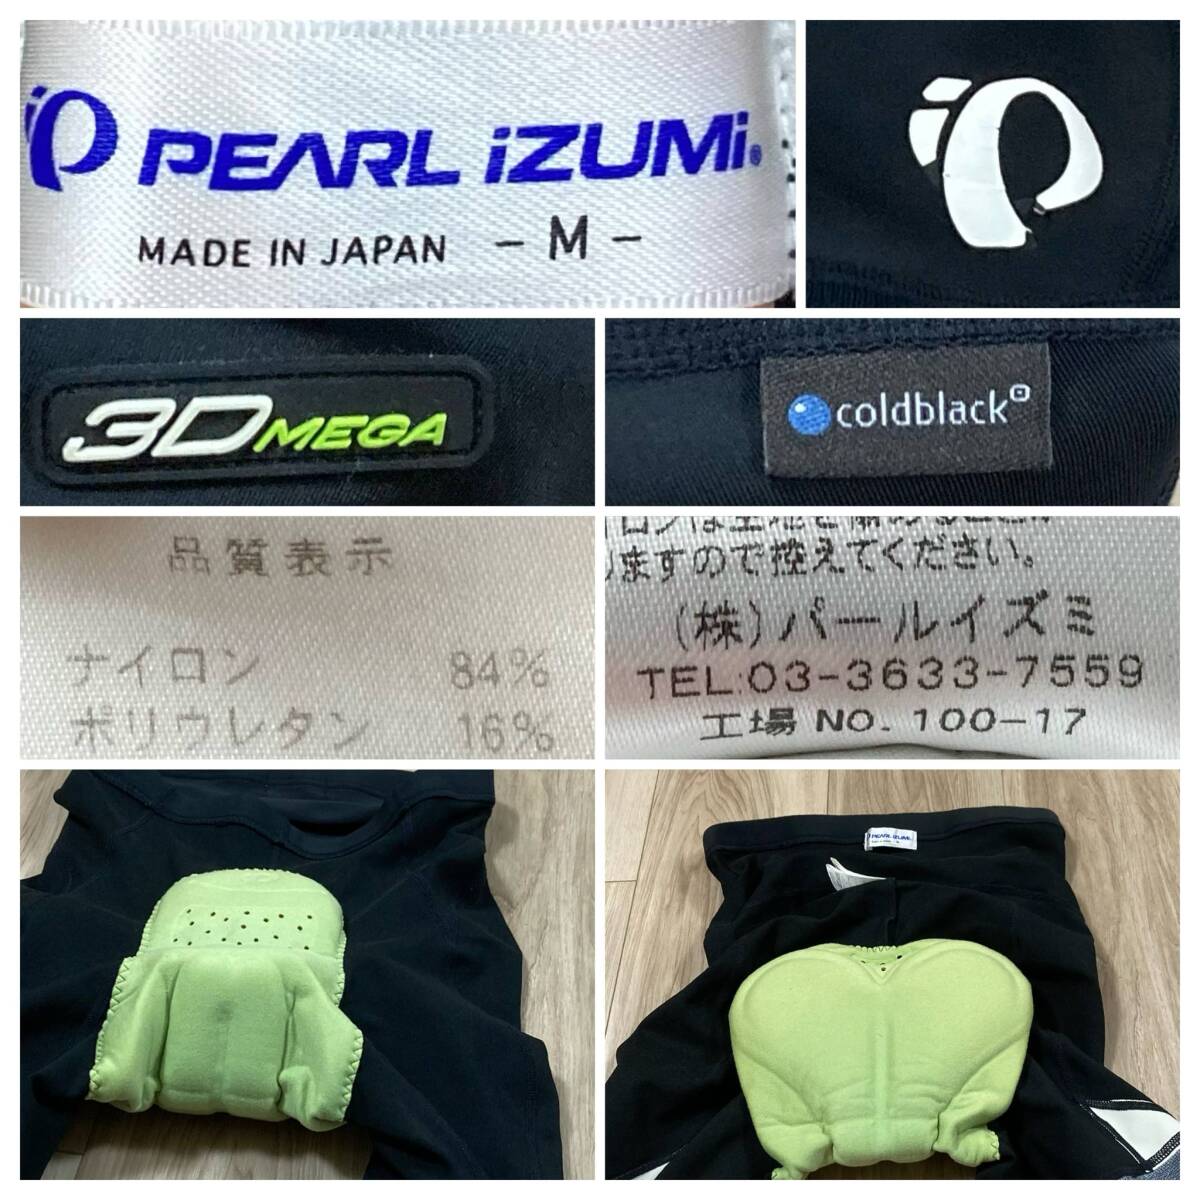 PEARL iZUMi®
MADE IN JAPAN - M -
3D MEGA
coldblack
品質表示
ナイロン 84%
ポリウレタン 16%
りますので控えてください。
(株)パールイズミ
TEL:03-3633-7559
工場 NO. 100-17
PEARL iZUMi